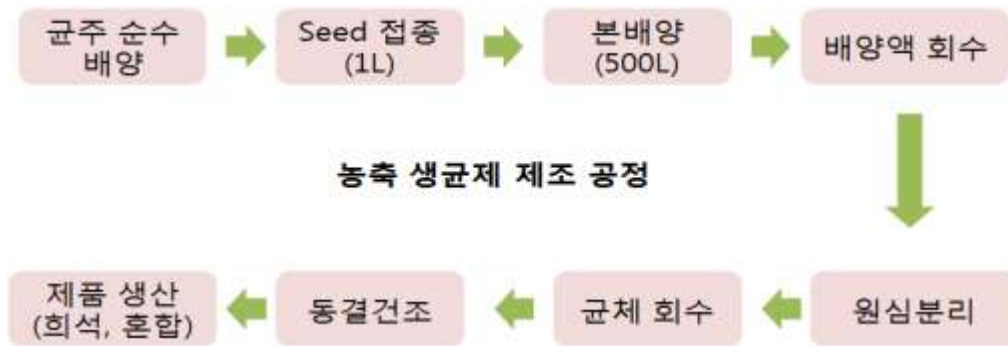 균주 순수
배양
Seed 접종
(1L)
본배양
(500L)
배양액 회수
농축 생균제 제조 공정
원심분리
균체 회수
동결건조
제품 생산
(희석, 혼합)